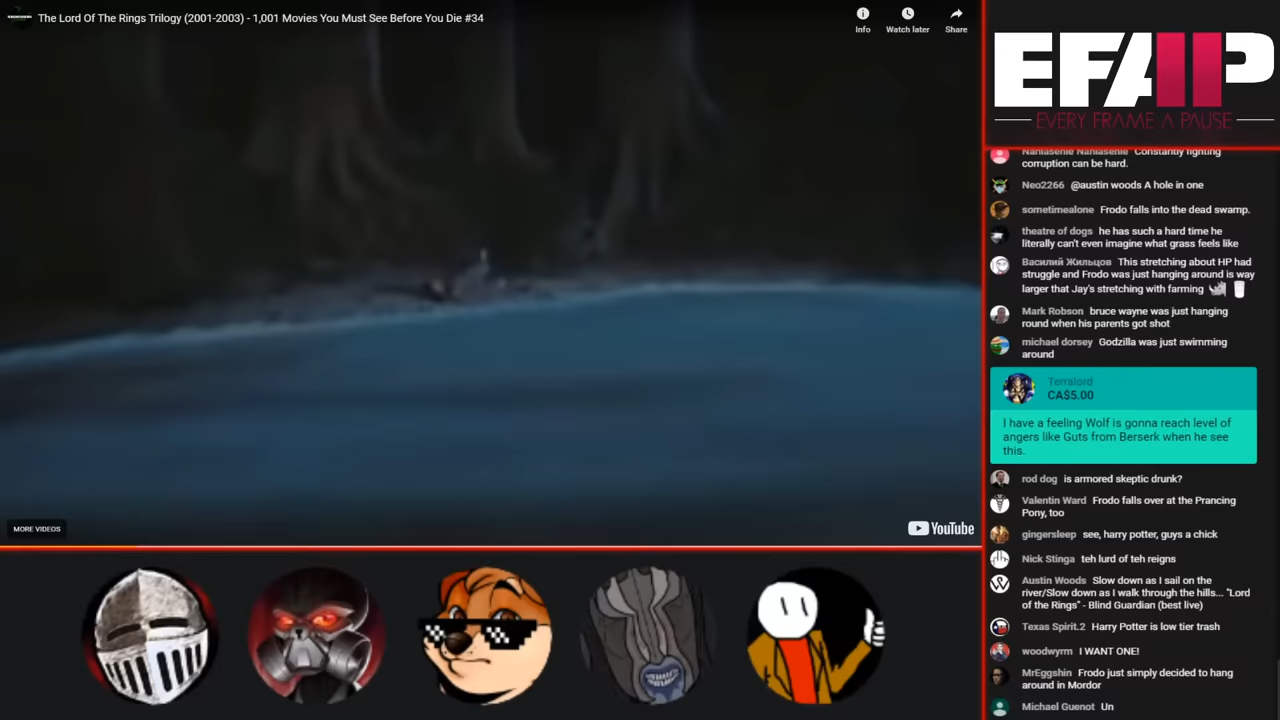 The Lord Of The Rings Trilogy (2001-2003) - 1,001 Movies You Must See Before You Die #34
Info
Watch later
Share
EFAP
EVERY FRAME A PAUSE
Constantly fighting
corruption can be hard.
Neo2266 @austin woods A hole in one
sometimealone Frodo falls into the dead swamp.
theatre of dogs he has such a hard time he
literally can't even imagine what grass feels like
Василий Жильцов This stretching about HP had
struggle and Frodo was just hanging around is way
larger that Jay's stretching with farming
Mark Robson bruce wayne was just hanging
round when his parents got shot
michael dorsey Godzilla was just swimming
around
Terralord
CA$5.00
I have a feeling Wolf is gonna reach level of
angers like Guts from Berserk when he see
this.
rod dog is armored skeptic drunk?
Valentin Ward Frodo falls over at the Prancing
Pony, too
gingersleep see, harry potter, guys a chick
Nick Stinga teh lurd of teh reigns
Austin Woods Slow down as I sail on the
river/Slow down as I walk through the hills... "Lord
of the Rings" - Blind Guardian (best live)
Texas Spirit.2 Harry Potter is low tier trash
woodwyrm I WANT ONE!
MrEggshin Frodo just simply decided to hang
around in Mordor
Michael Guenot Un
MORE VIDEOS
YouTube